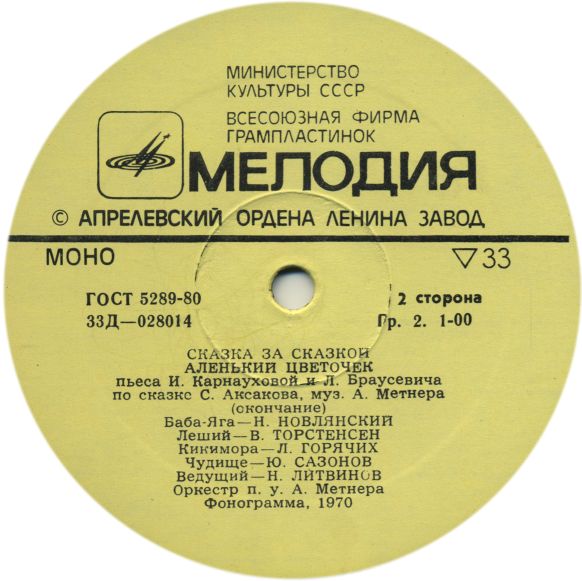 МИНИСТЕРСТВО
КУЛЬТУРЫ СССР
ВСЕСОЮЗНАЯ ФИРМА
ГРАМПЛАСТИНОК
МЕЛОДИЯ
© АПРЕЛЕВСКИЙ ОРДЕНА ЛЕНИНА ЗАВОД
МОНО ▽ 33
ГОСТ 5289-80 2 сторона
33Д—028014 Гр. 2. 1-00
СКАЗКА ЗА СКАЗКОЙ
АЛЕНЬКИЙ ЦВЕТОЧЕК
пьеса И. Карнауховой и Л. Браусевича
по сказке С. Аксакова, муз. А. Метнера
(окончание)
Баба-Яга—Н. НОВЛЯНСКИЙ
Леший—В. ТОРСТЕНСЕН
Кикимора—Л. ГОРЯЧИХ
Чудище—Ю. САЗОНОВ
Ведущий—Н. ЛИТВИНОВ
Оркестр п. у. А. Метнера
Фонограмма, 1970